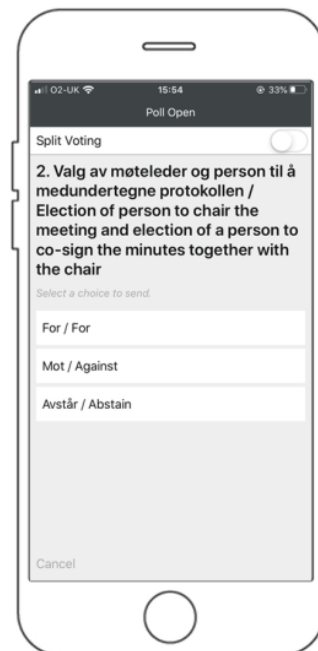 O2-UK 15:54 33%
Poll Open
Split Voting
2. Valg av møteleder og person til å
medundertegne protokollen /
Election of person to chair the
meeting and election of a person to
co-sign the minutes together with
the chair
Select a choice to send.
For / For
Mot / Against
Avstår / Abstain
Cancel